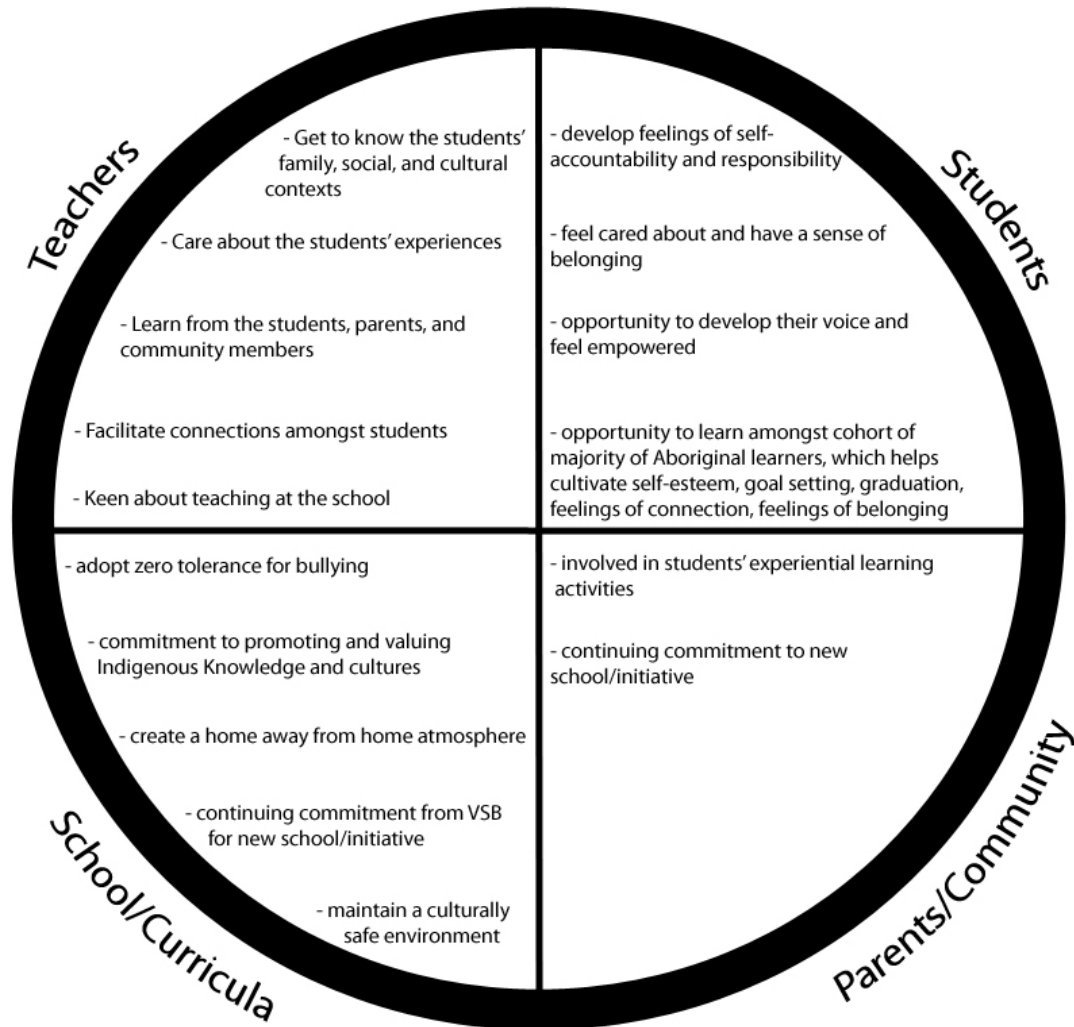 Teachers
- Get to know the students'
family, social, and cultural
contexts
- Care about the students' experiences
- Learn from the students, parents, and
community members
- Facilitate connections amongst students
- Keen about teaching at the school
Students
- develop feelings of self-
accountability and responsibility
- feel cared about and have a sense of
belonging
- opportunity to develop their voice and
feel empowered
- opportunity to learn amongst cohort of
majority of Aboriginal learners, which helps
cultivate self-esteem, goal setting, graduation,
feelings of connection, feelings of belonging
School/Curricula
- adopt zero tolerance for bullying
- commitment to promoting and valuing
Indigenous Knowledge and cultures
- create a home away from home atmosphere
- continuing commitment from VSB
for new school/initiative
- maintain a culturally
safe environment
Parents/Community
- involved in students' experiential learning
activities
- continuing commitment to new
school/initiative